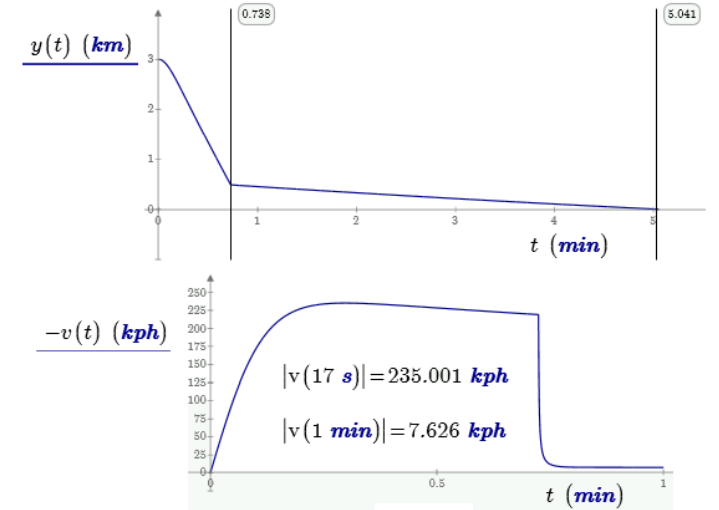 0.738
5.041
y(t) (km)
3
2
1
0
0 1 2 3 4 5
t (min)
-v(t) (kph)
250
225
200
175
150
125
100
75
50
25
0
|v(17 s)|=235.001 kph
|v(1 min)|=7.626 kph
0 0.5 1
t (min)